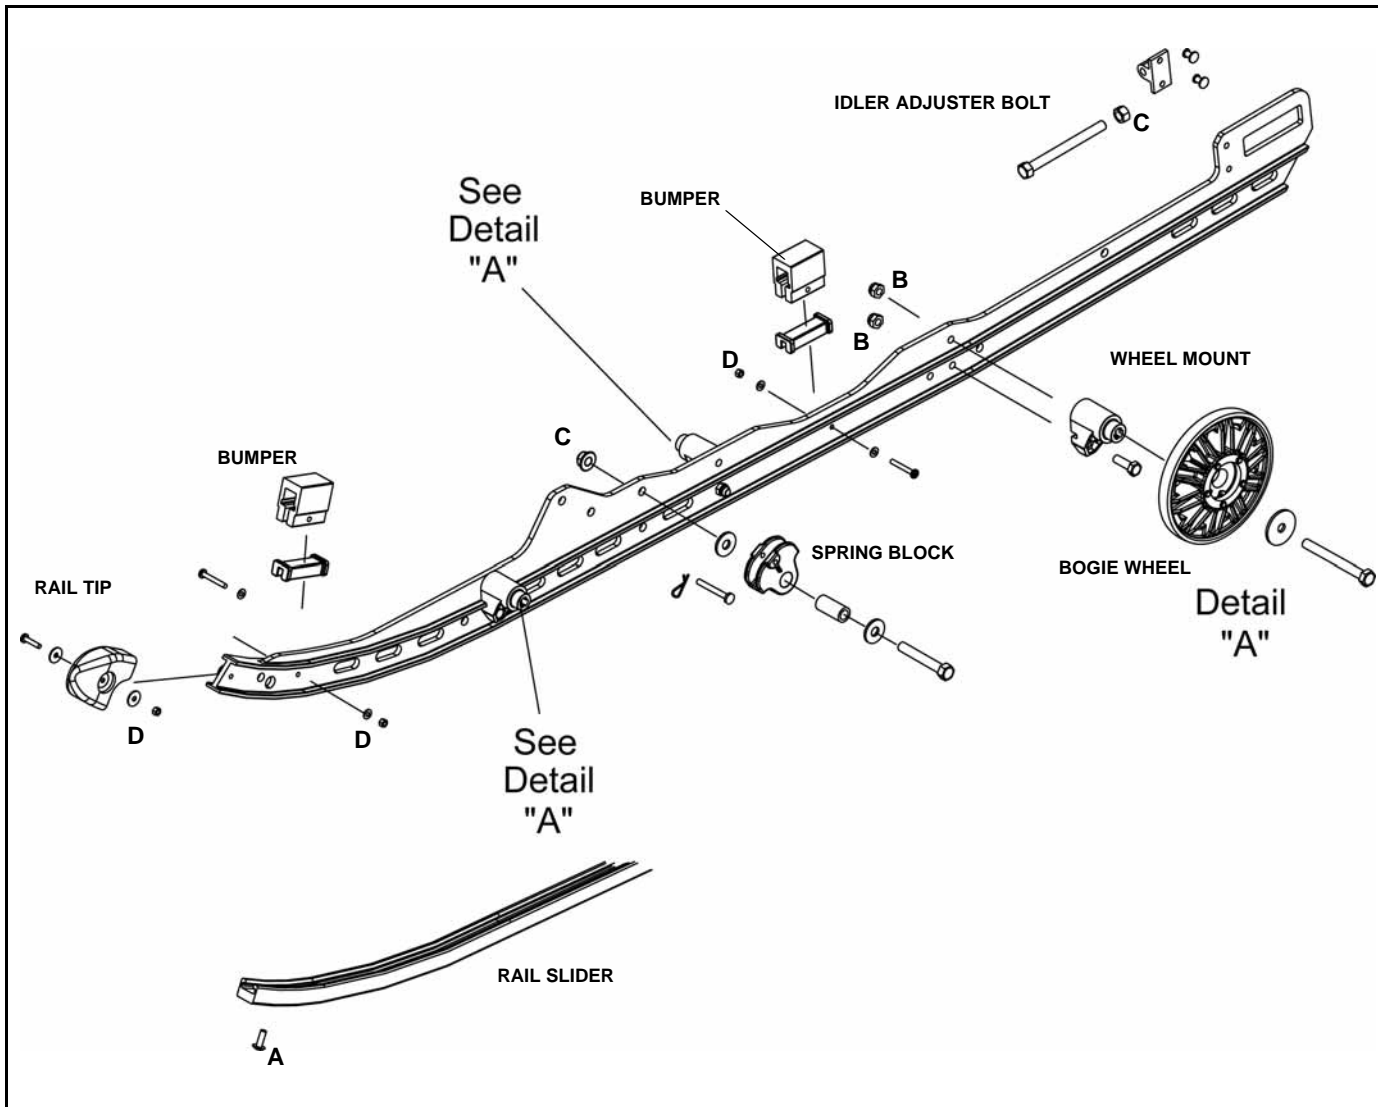 IDLER ADJUSTER BOLT
C
See
Detail
"A"
BUMPER
B
B
D
WHEEL MOUNT
C
BUMPER
SPRING BLOCK
BOGIE WHEEL
RAIL TIP
Detail
"A"
D
D
See
Detail
"A"
RAIL SLIDER
A